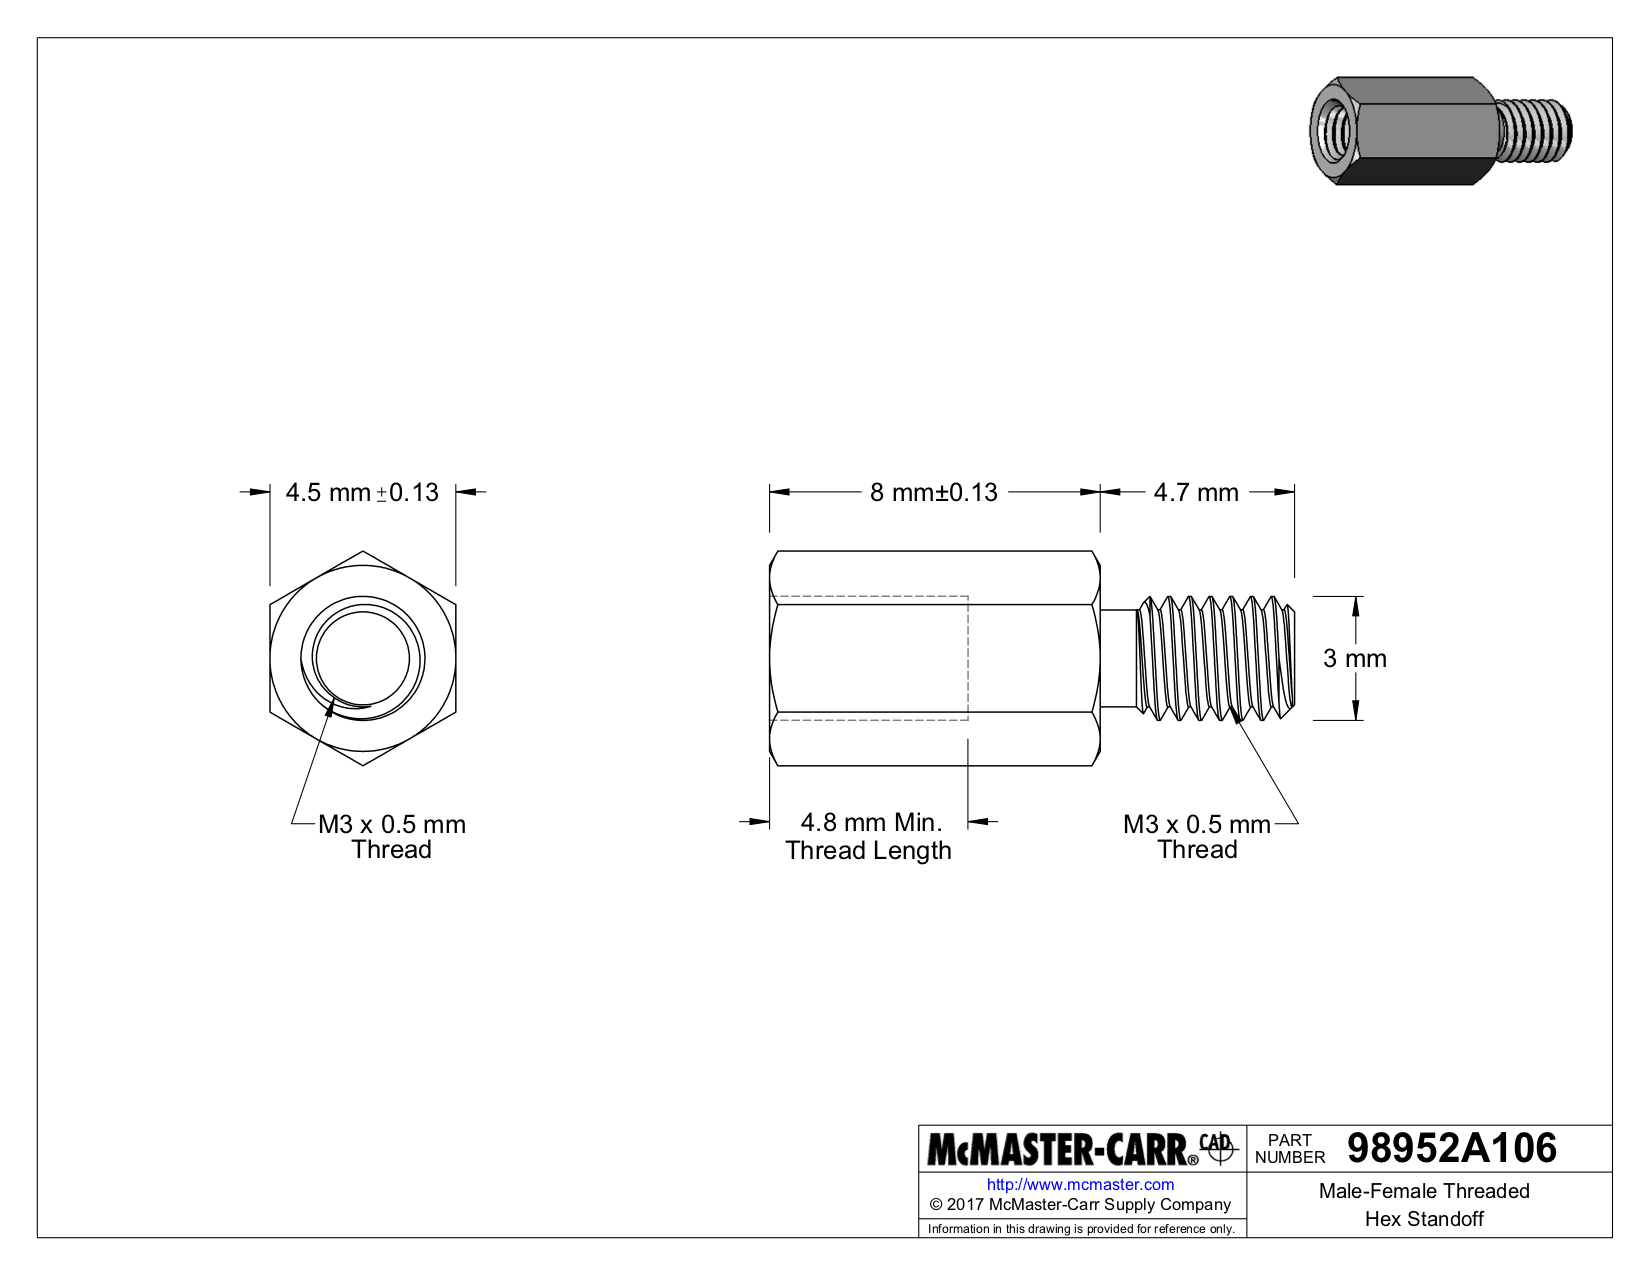 4.5 mm ±0.13
8 mm±0.13
4.7 mm
3 mm
M3 x 0.5 mm
Thread
4.8 mm Min.
Thread Length
M3 x 0.5 mm
Thread
McMASTER-CARR® CAD
http://www.mcmaster.com
© 2017 McMaster-Carr Supply Company
Information in this drawing is provided for reference only.
PART
NUMBER
98952A106
Male-Female Threaded
Hex Standoff